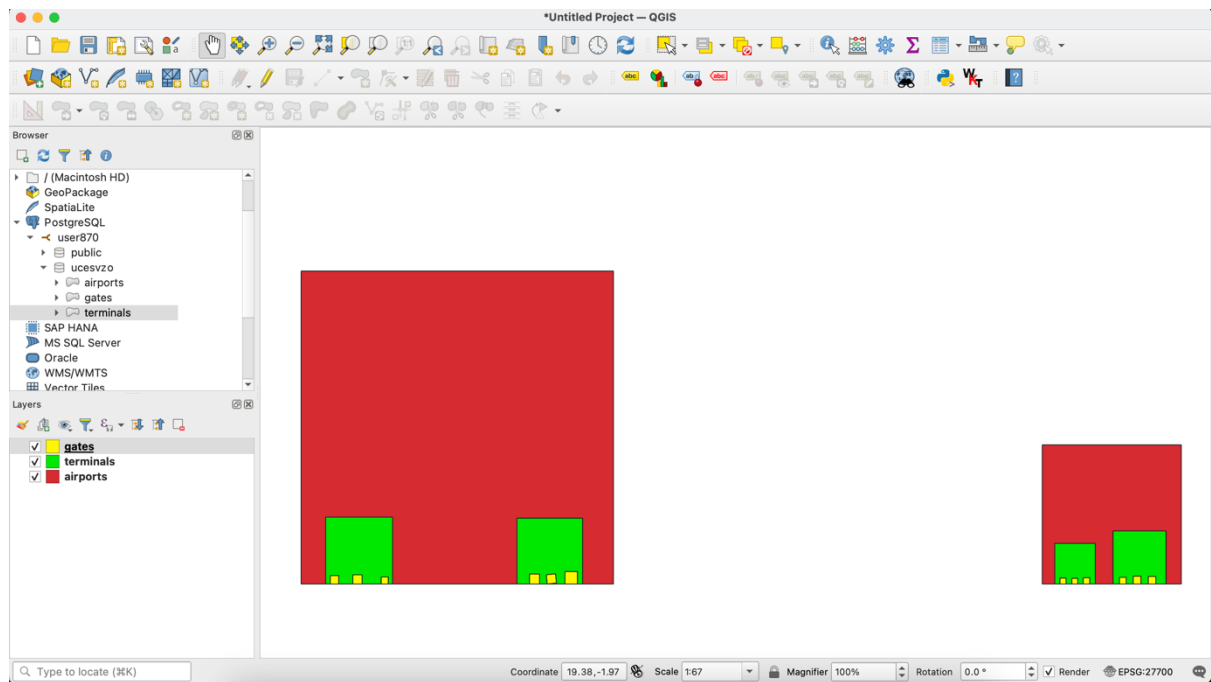 *Untitled Project — QGIS
Browser
/ (Macintosh HD)
GeoPackage
SpatiaLite
PostgreSQL
user870
public
ucesvzo
airports
gates
terminals
SAP HANA
MS SQL Server
Oracle
WMS/WMTS
Vector Tiles
Layers
gates
terminals
airports
Type to locate (⌘K) Coordinate 19.38,-1.97 Scale 1:67 Magnifier 100% Rotation 0.0 ° Render EPSG:27700